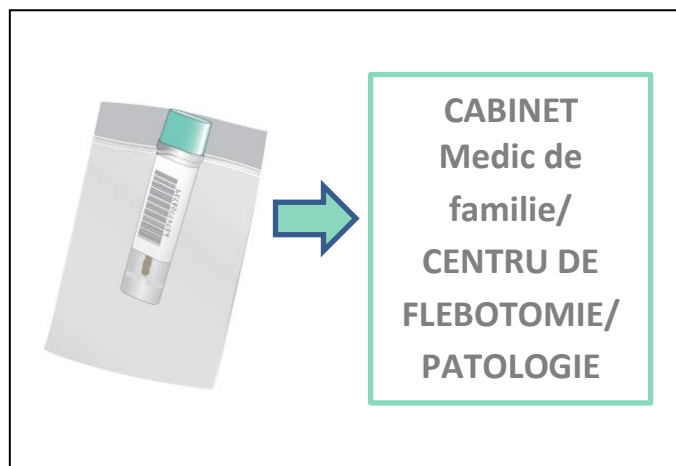 CABINET
Medic de
familie/
CENTRU DE
FLEBOTOMIE/
PATOLOGIE